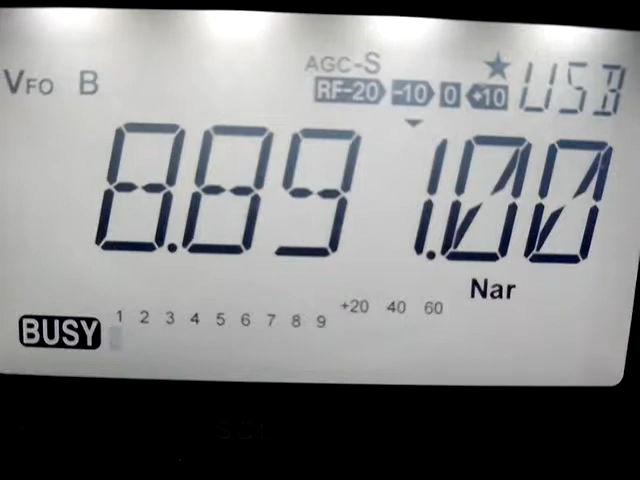 AGC-S
VFO B RF-20 -10 0 +10 USB
8.891.00
Nar
+20 40 60
BUSY 1 2 3 4 5 6 7 8 9